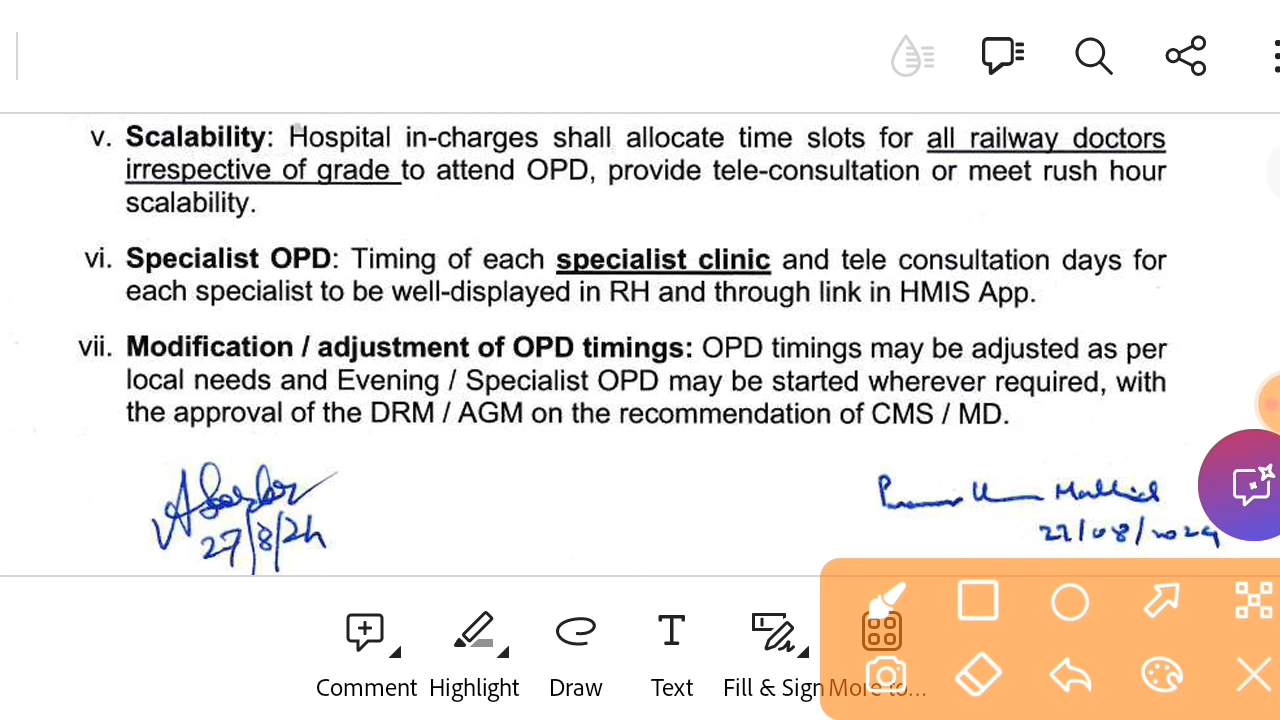 v. Scalability: Hospital in-charges shall allocate time slots for all railway doctors
irrespective of grade to attend OPD, provide tele-consultation or meet rush hour
scalability.
vi. Specialist OPD: Timing of each specialist clinic and tele consultation days for
each specialist to be well-displayed in RH and through link in HMIS App.
vii. Modification / adjustment of OPD timings: OPD timings may be adjusted as per
local needs and Evening / Specialist OPD may be started wherever required, with
the approval of the DRM / AGM on the recommendation of CMS / MD.
27/8/24
Comment Highlight Draw Text Fill & Sign More to…